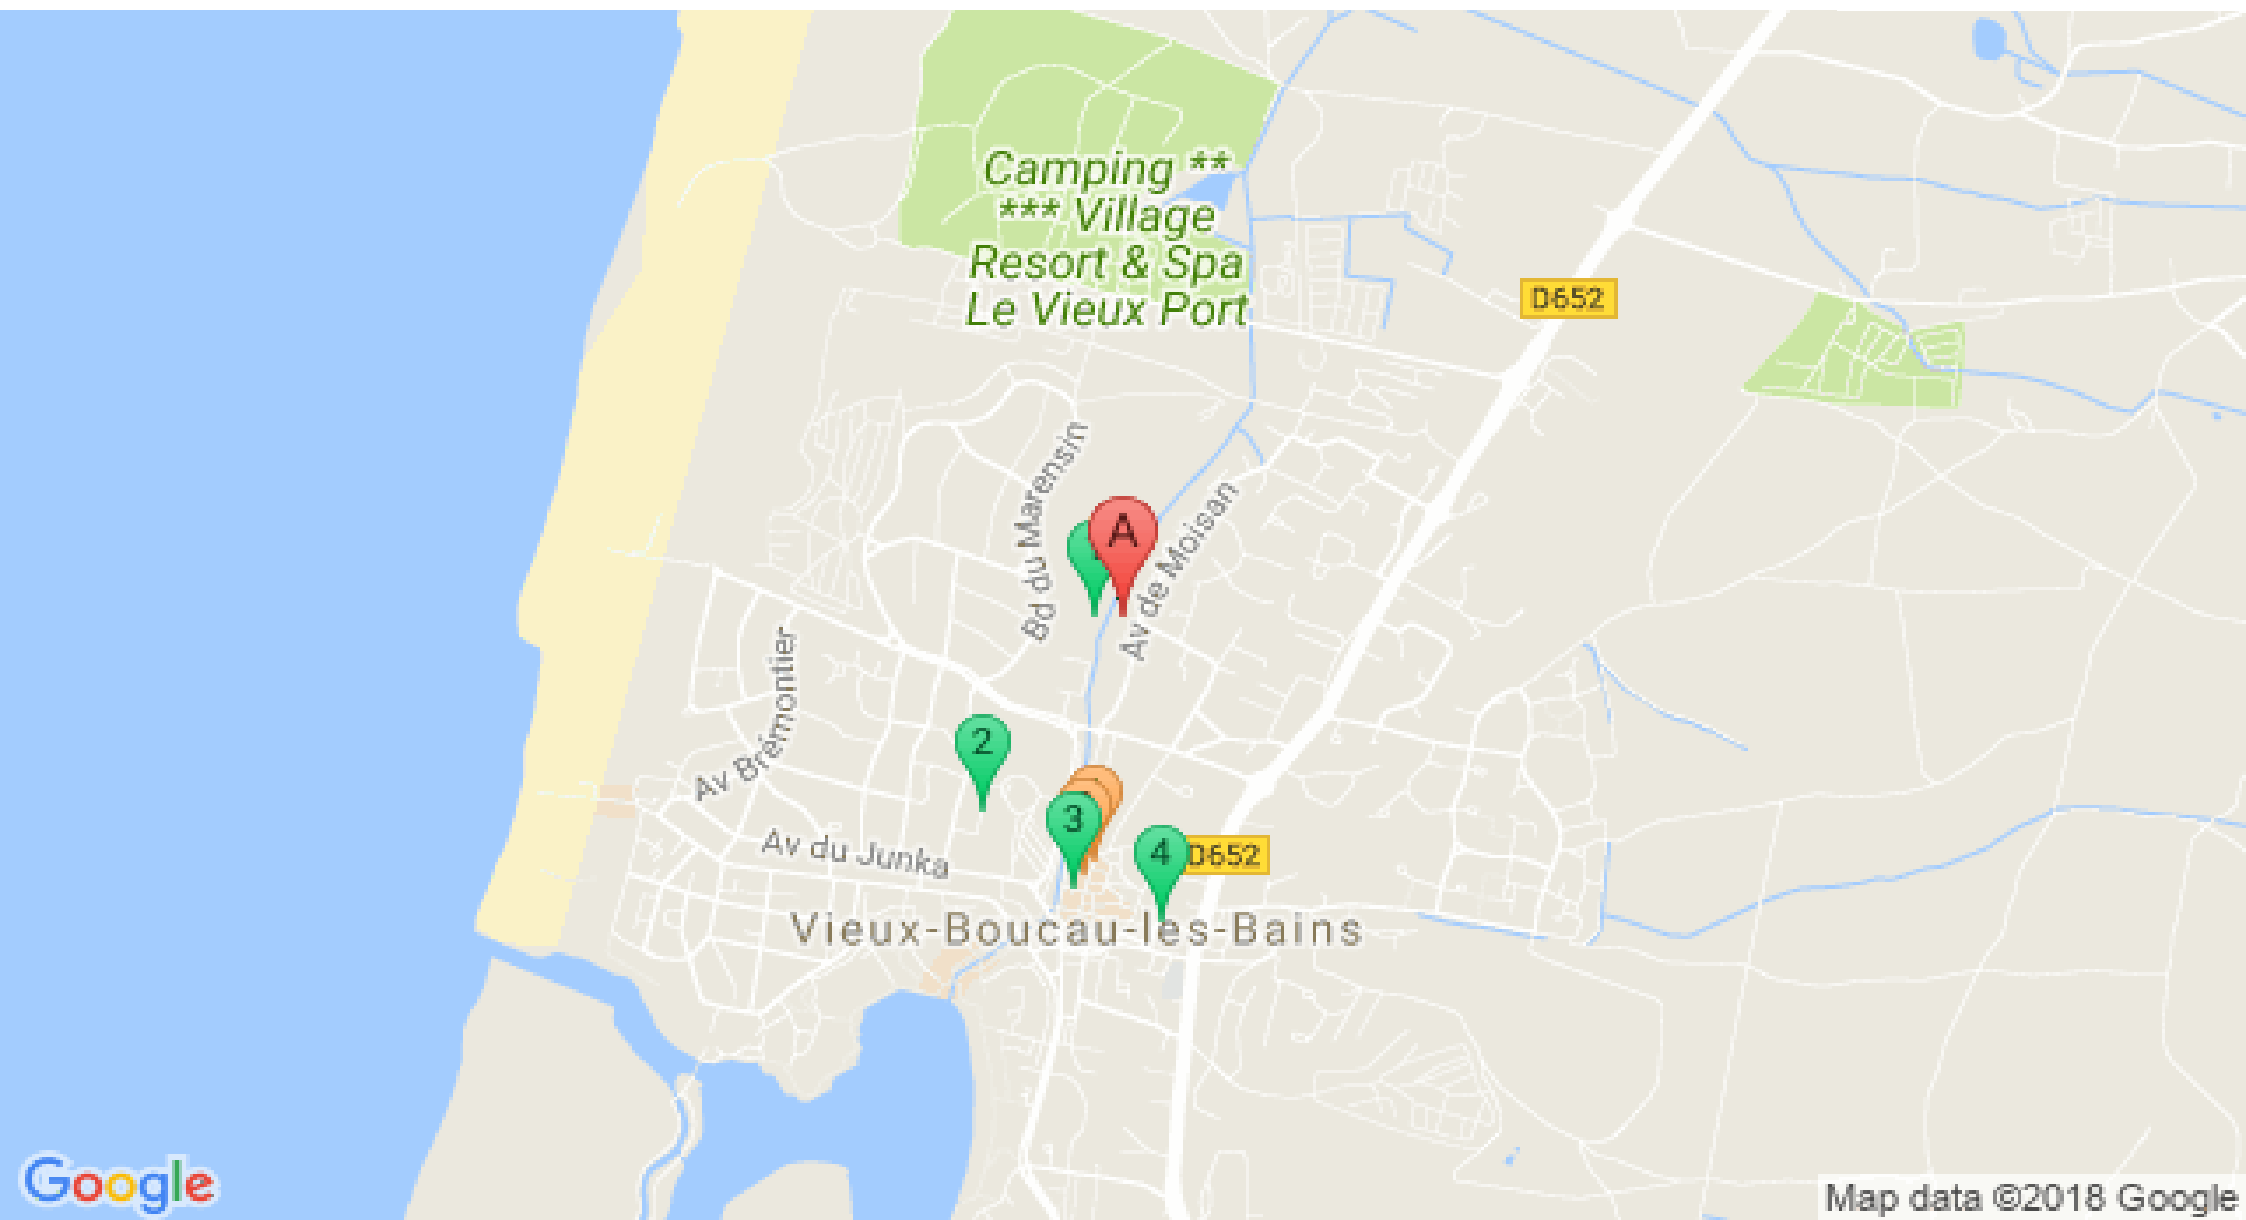 Camping **
*** Village
Resort & Spa
Le Vieux Port
D652
Bd du Marensin
A
Av de Moisan
Av Brémontier
2
3
4
D652
Av du Junka
Vieux-Boucau-les-Bains
Google
Map data ©2018 Google